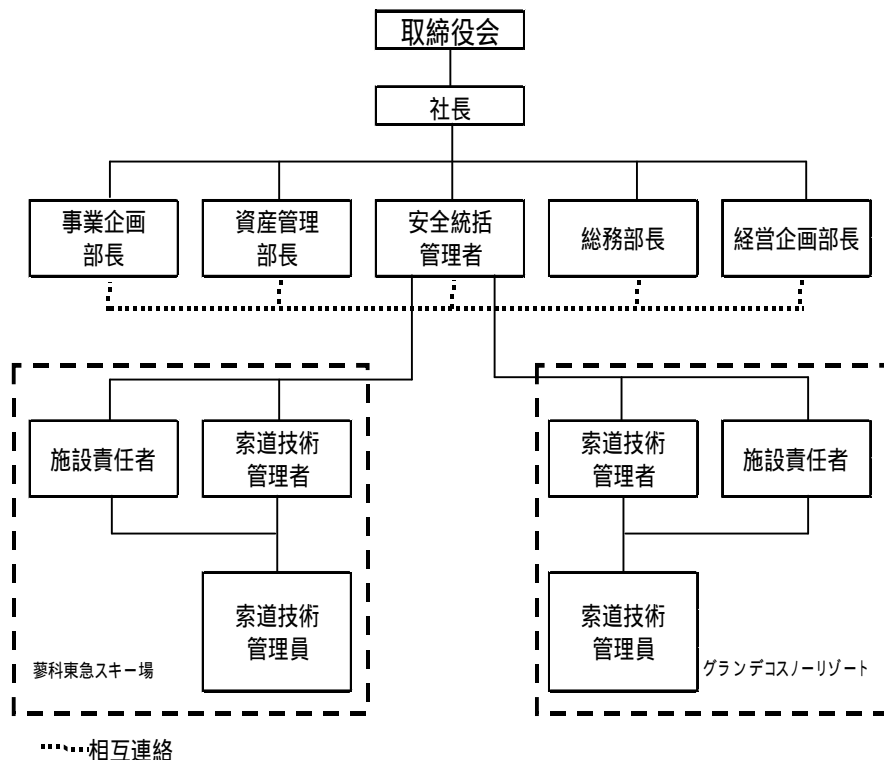 取締役会
社長
事業企画
部長
資産管理
部長
安全統括
管理者
総務部長
経営企画部長
施設責任者
索道技術
管理者
索道技術
管理者
施設責任者
索道技術
管理員
蓼科東急スキー場
索道技術
管理員
グランデコスノーリゾート
相互連絡